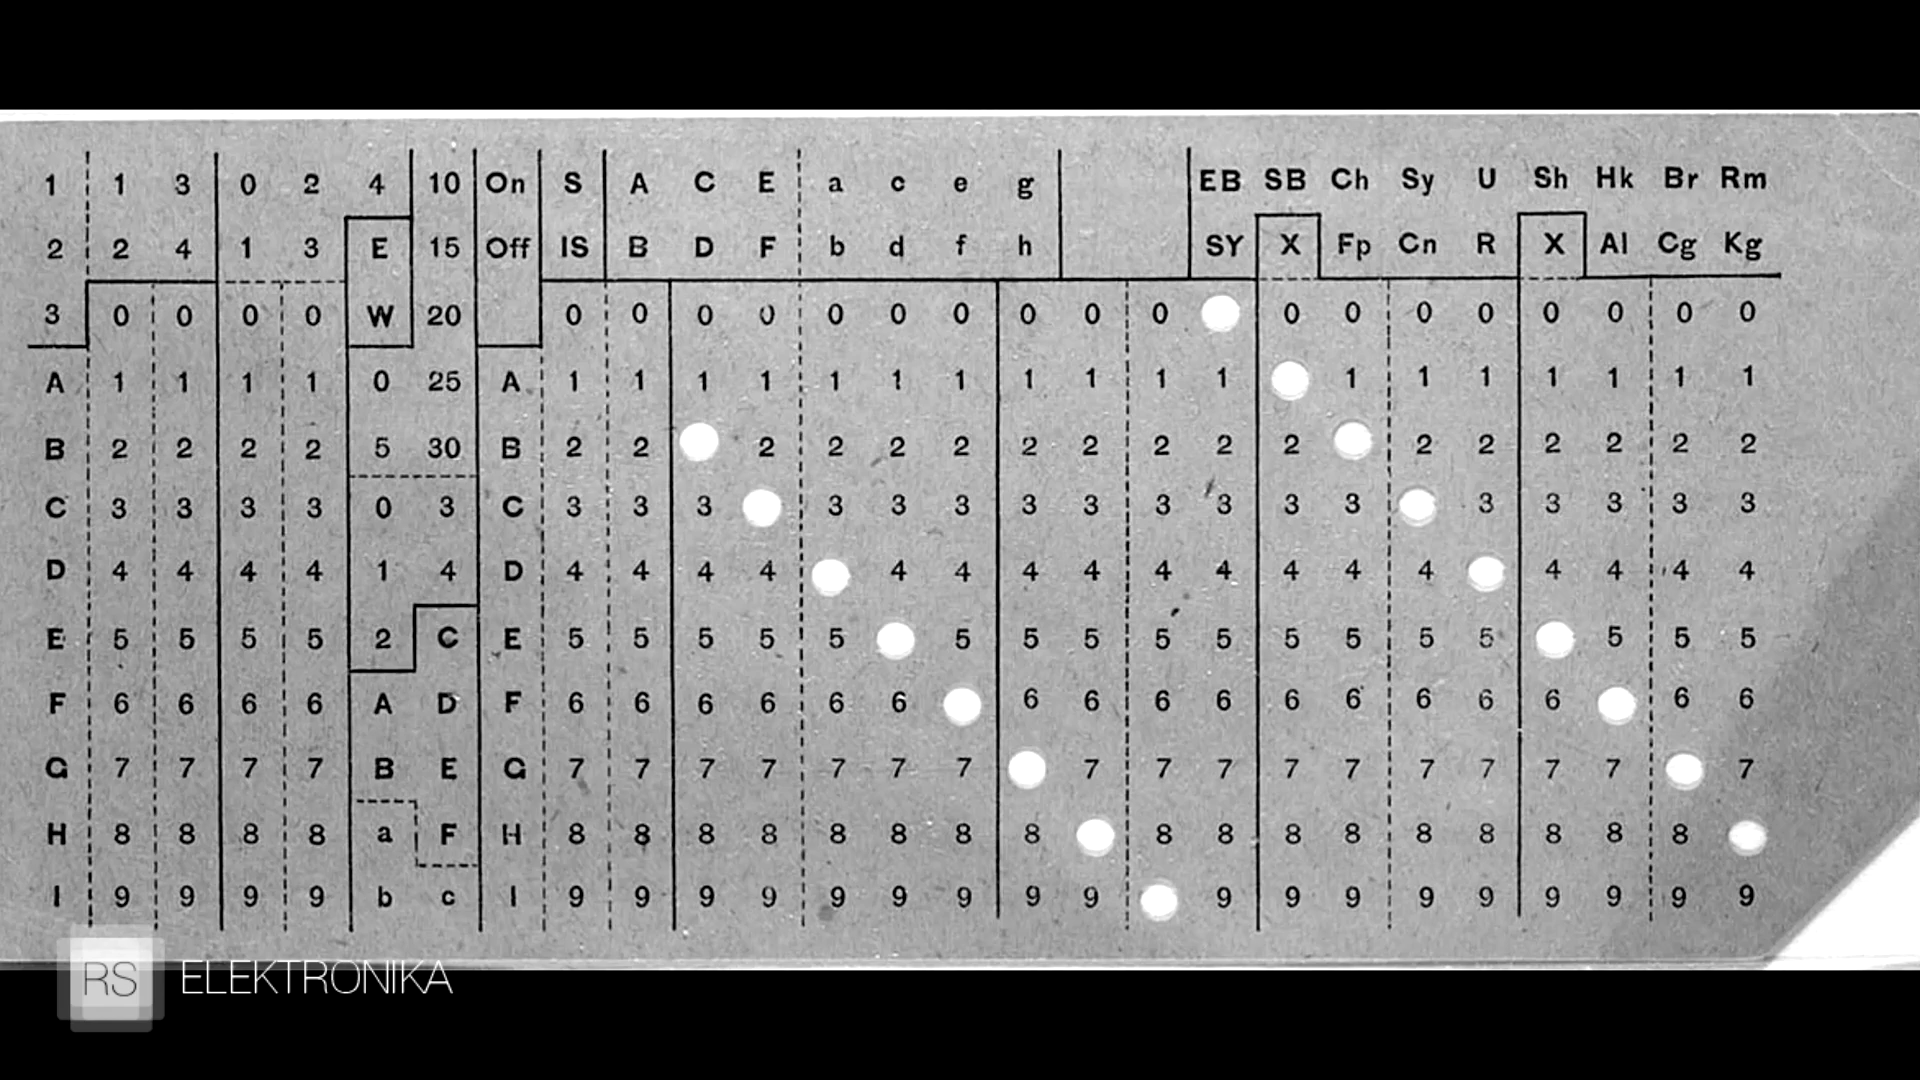 1 1 3 0 2 4 10 On S A C E a c e g EB SB Ch Sy U Sh Hk Br Rm
2 2 4 1 3 E 15 Off IS B D F b d f h SY X Fp Cn R X Al Cg Kg
3 0 0 0 0 W 20 0 0 0 0 0 0 0 0 0 0 0 0 0 0 0 0 0 0
A 1 1 1 1 0 25 A 1 1 1 1 1 1 1 1 1 1 1 1 1 1 1 1 1 1
B 2 2 2 2 5 30 B 2 2 2 2 2 2 2 2 2 2 2 2 2 2 2 2 2
C 3 3 3 3 0 3 C 3 3 3 3 3 3 3 3 3 3 3 3 3 3 3 3 3
D 4 4 4 4 1 4 D 4 4 4 4 4 4 4 4 4 4 4 4 4 4 4 4 4
E 5 5 5 5 2 C E 5 5 5 5 5 5 5 5 5 5 5 5 5 5 5 5 5
F 6 6 6 6 A D F 6 6 6 6 6 6 6 6 6 6 6 6 6 6 6 6 6
G 7 7 7 7 B E G 7 7 7 7 7 7 7 7 7 7 7 7 7 7 7 7 7
H 8 8 8 8 a F H 8 8 8 8 8 8 8 8 8 8 8 8 8 8 8 8 8
I 9 9 9 9 b c I 9 9 9 9 9 9 9 9 9 9 9 9 9 9 9 9 9 9
RS ELEKTRONIKA